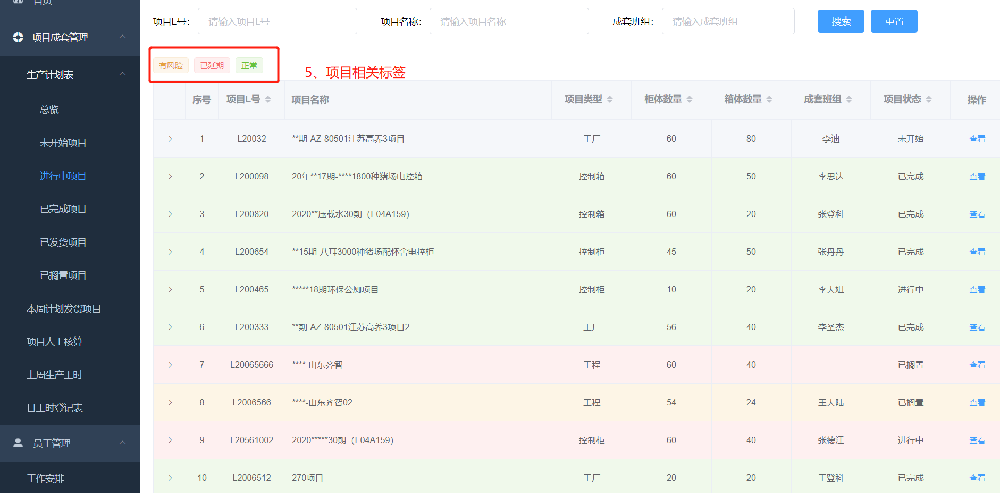 首页
项目成套管理
生产计划表
总览
未开始项目
进行中项目
已完成项目
已发货项目
已搁置项目
本周计划发货项目
项目人工核算
上周生产工时
日工时登记表
员工管理
工作安排
项目L号： 请输入项目L号 项目名称： 请输入项目名称 成套班组： 请输入成套班组 搜索 重置
有风险 已延期 正常 5、项目相关标签
序号 项目L号 项目名称 项目类型 柜体数量 箱体数量 成套班组 项目状态 操作
1 L20032 **期-AZ-80501江苏高养3项目 工厂 60 80 李迪 未开始 查看
2 L200098 20年**17期-****1800种猪场电控箱 控制箱 60 50 李思达 已完成 查看
3 L200820 2020**压载水30期（F04A159） 控制箱 60 20 张登科 已完成 查看
4 L200654 **15期-八耳3000种猪场配怀舍电控柜 控制柜 45 50 张丹丹 已完成 查看
5 L200465 *****18期环保公厕项目 控制柜 10 20 李大姐 进行中 查看
6 L200333 **期-AZ-80501江苏高养3项目2 工厂 56 40 李圣杰 已完成 查看
7 L20065666 ****-山东齐智 工程 60 40 已搁置 查看
8 L2006566 ****-山东齐智02 工程 54 24 王大陆 已搁置 查看
9 L20561002 2020*****30期（F04A159） 控制柜 60 40 张德江 进行中 查看
10 L2006512 270项目 工厂 20 20 王登科 已完成 查看